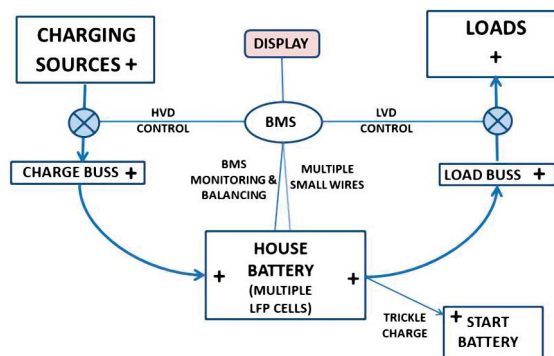 CHARGING
SOURCES +
DISPLAY
LOADS
+
HVD
CONTROL
BMS
LVD
CONTROL
CHARGE BUSS +
BMS
MONITORING &
BALANCING
MULTIPLE
SMALL WIRES
LOAD BUSS +
+ HOUSE
BATTERY +
(MULTIPLE
LFP CELLS)
TRICKLE
CHARGE
+ START
BATTERY